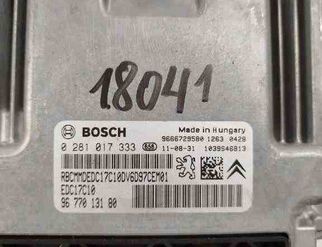 18041
BOSCH
Made in Hungary
9666729580 1263 0428
0 281 017 333 11-08-31 1039S46813
RBCMMDEDC17C10DV6D97CEM01
EDC17C10
96 770 131 80